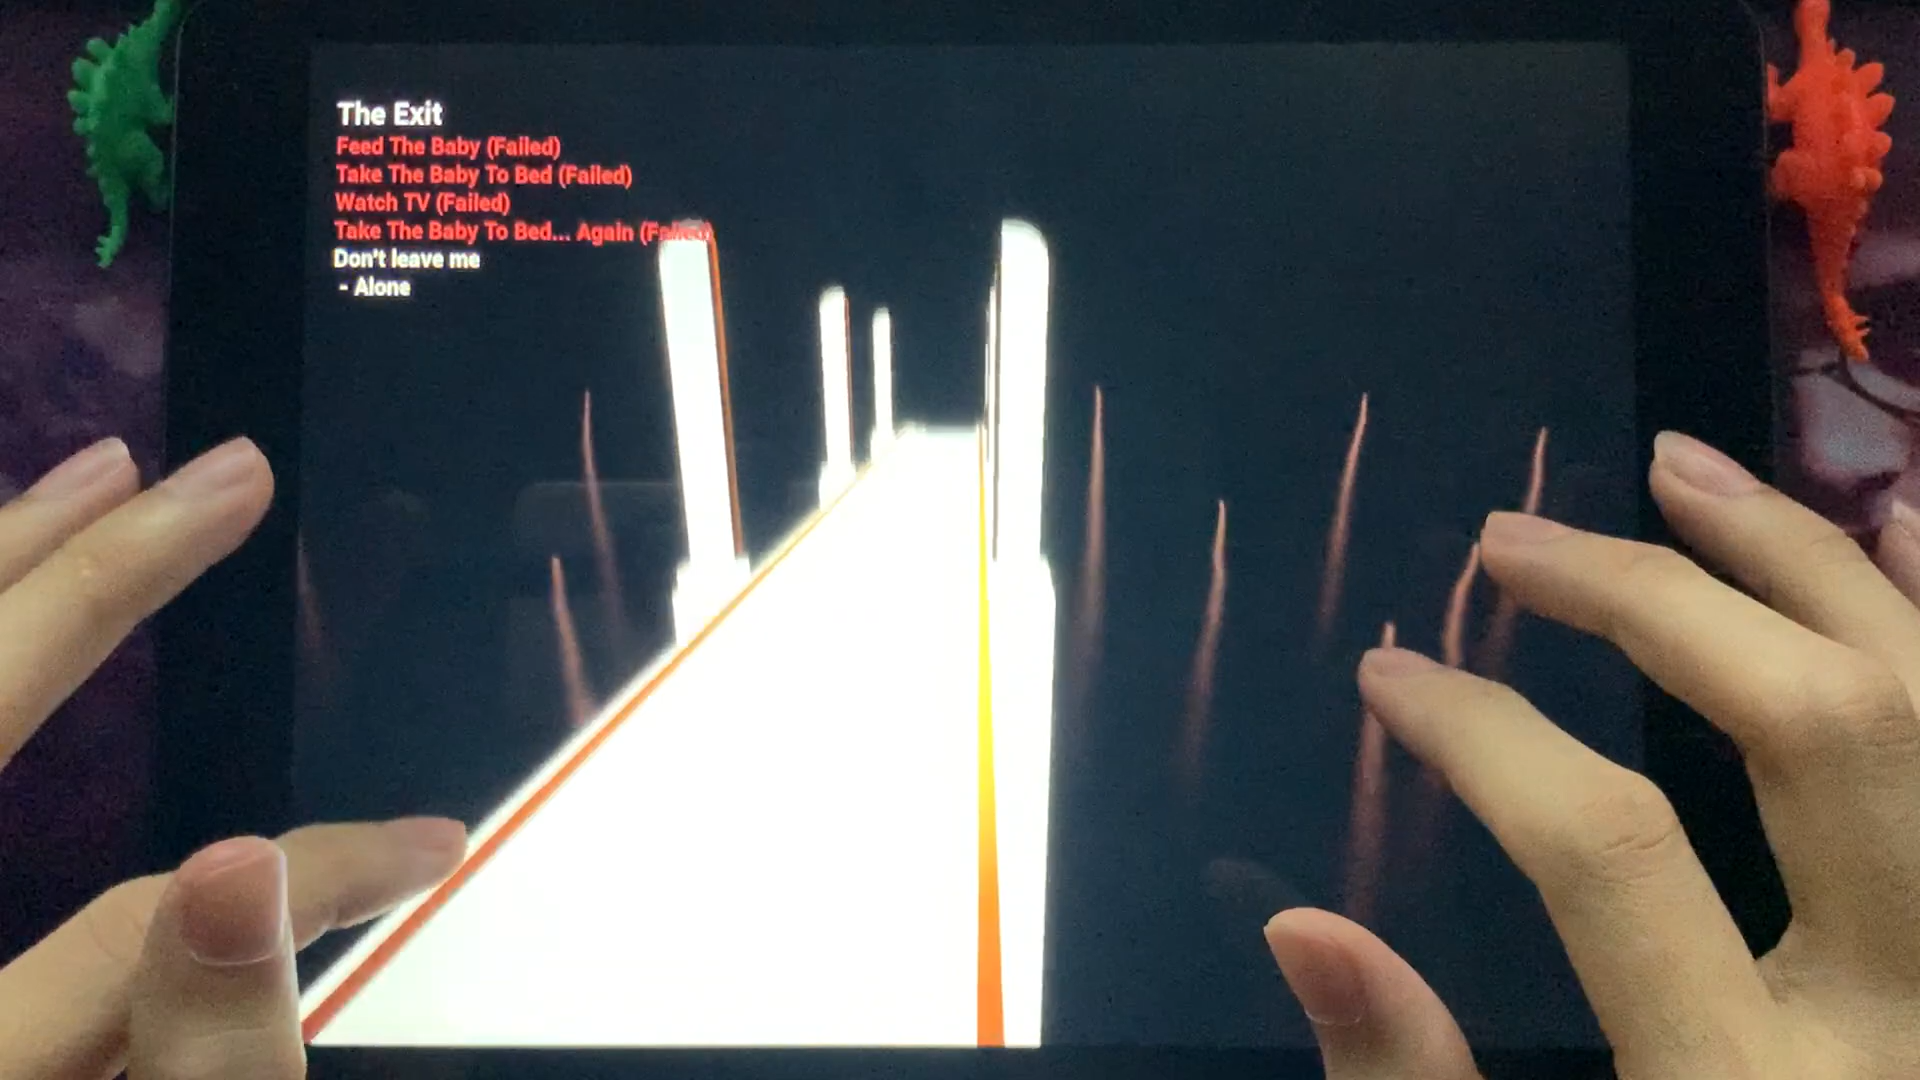 The Exit
Feed The Baby (Failed)
Take The Baby To Bed (Failed)
Watch TV (Failed)
Take The Baby To Bed... Again (Failed)
Don't leave me
- Alone